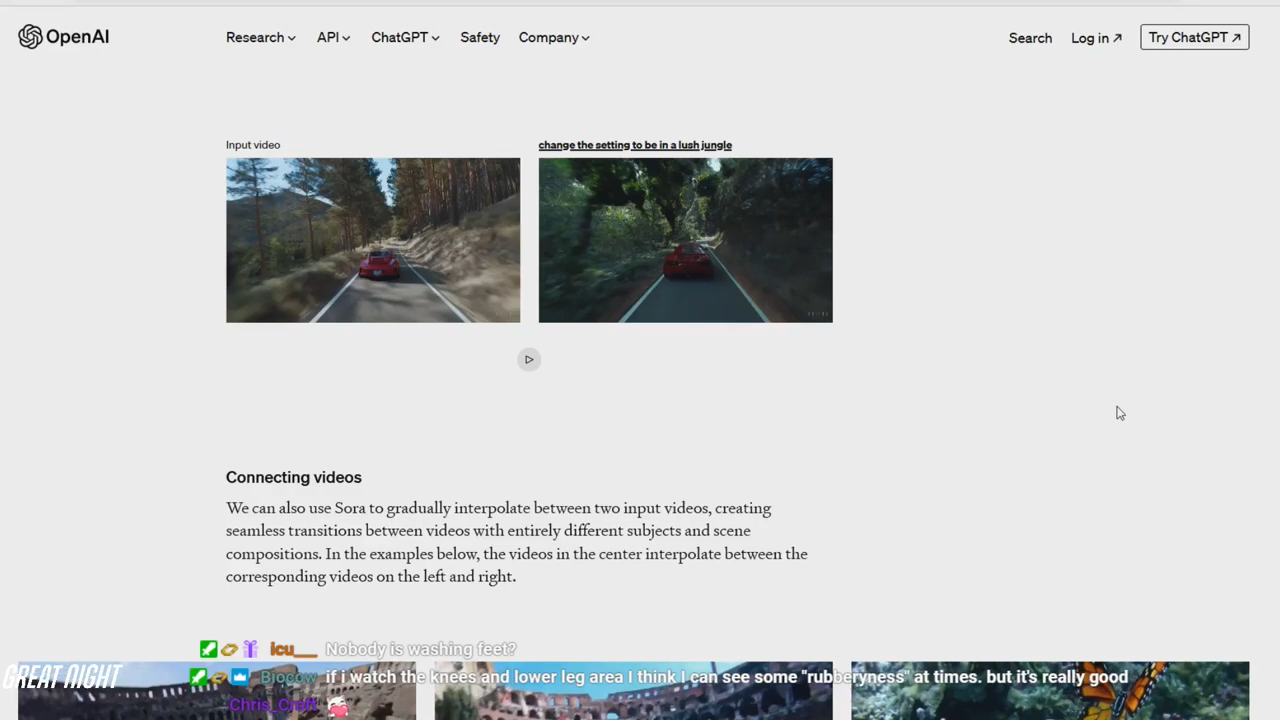 OpenAI
Research
API
ChatGPT
Safety
Company
Search
Log in ↗
Try ChatGPT ↗
Input video
change the setting to be in a lush jungle
Connecting videos
We can also use Sora to gradually interpolate between two input videos, creating
seamless transitions between videos with entirely different subjects and scene
compositions. In the examples below, the videos in the center interpolate between the
corresponding videos on the left and right.
icu___ Nobody is washing feet?
GREAT NIGHT
Biocow if i watch the knees and lower leg area I think I can see some "rubberyness" at times. but it's really good
Chris_Craft